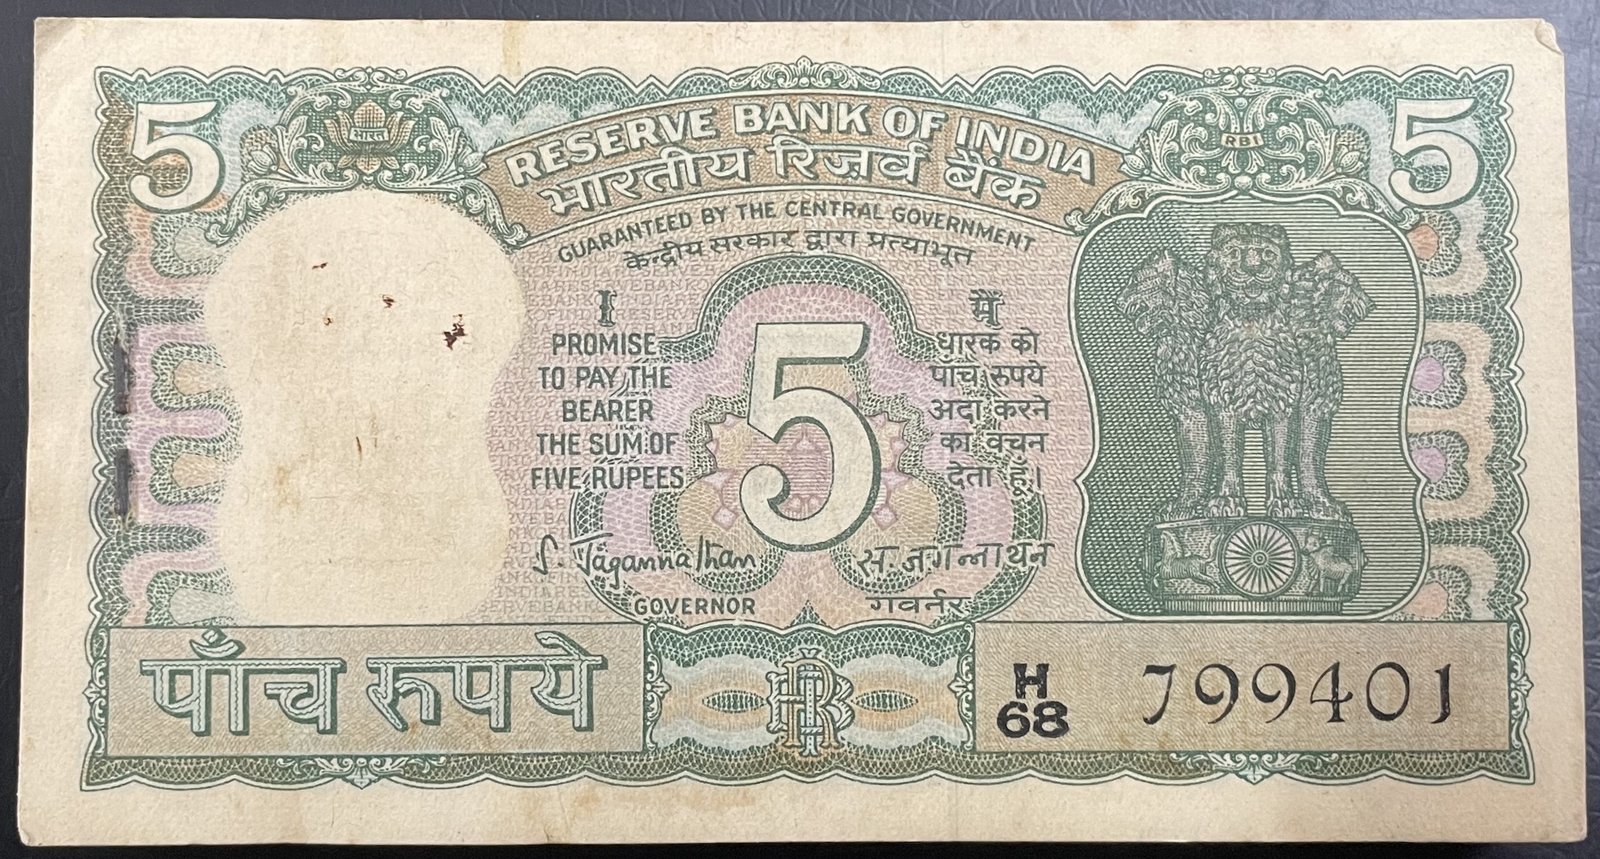 5
भारत
RESERVE BANK OF INDIA
भारतीय रिज़र्व बैंक
RBI
5
GUARANTEED BY THE CENTRAL GOVERNMENT
केन्द्रीय सरकार द्वारा प्रत्याभूत
I
PROMISE
TO PAY THE
BEARER
THE SUM OF
FIVE RUPEES
5
मैं
धारक को
पांच रुपये
अदा करने
का वचन
देता हूँ।
S. Jagannathan
GOVERNOR
स. जगन्नाथन
गवर्नर
पाँच रुपये
H
68
799401